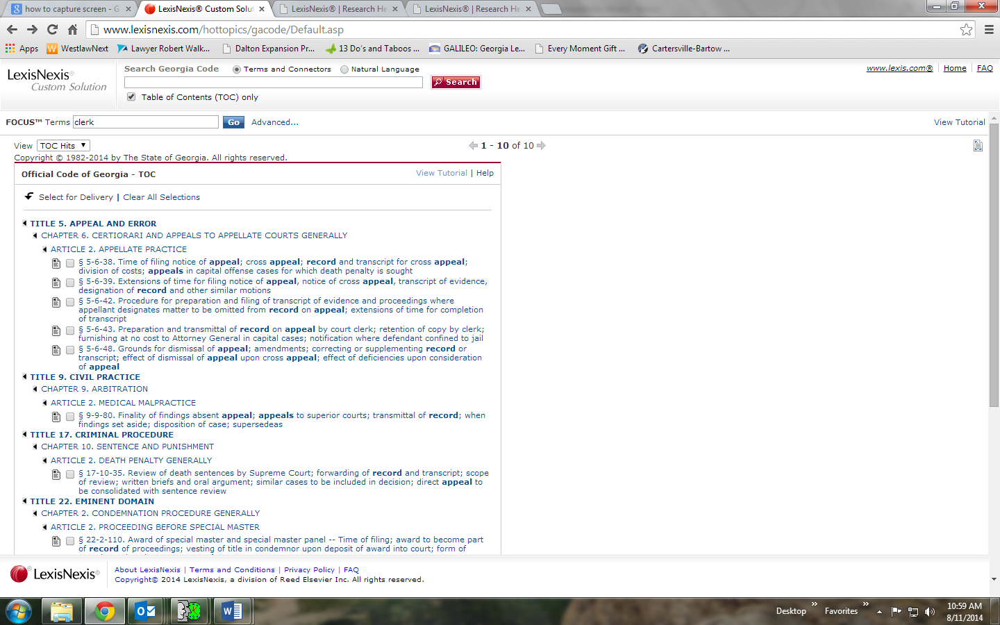 how to capture screen - G
LexisNexis® Custom Solut
LexisNexis® | Research He
LexisNexis® | Research He
www.lexisnexis.com/hottopics/gacode/Default.asp
Apps WestlawNext Lawyer Robert Walk... Dalton Expansion Pr... 13 Do's and Taboos ... GALILEO: Georgia Le... Every Moment Gift ... Cartersville-Bartow ...
LexisNexis®
Custom Solution
Search Georgia Code Terms and Connectors Natural Language
Search
Table of Contents (TOC) only
www.lexis.com® | Home | FAQ
FOCUS™ Terms clerk Go Advanced... View Tutorial
View TOC Hits 1 - 10 of 10
Copyright © 1982-2014 by The State of Georgia. All rights reserved.
Official Code of Georgia - TOC View Tutorial | Help
Select for Delivery | Clear All Selections
TITLE 5. APPEAL AND ERROR
CHAPTER 6. CERTIORARI AND APPEALS TO APPELLATE COURTS GENERALLY
ARTICLE 2. APPELLATE PRACTICE
§ 5-6-38. Time of filing notice of appeal; cross appeal; record and transcript for cross appeal;
division of costs; appeals in capital offense cases for which death penalty is sought
§ 5-6-39. Extensions of time for filing notice of appeal, notice of cross appeal, transcript of evidence,
designation of record and other similar motions
§ 5-6-42. Procedure for preparation and filing of transcript of evidence and proceedings where
appellant designates matter to be omitted from record on appeal; extensions of time for completion
of transcript
§ 5-6-43. Preparation and transmittal of record on appeal by court clerk; retention of copy by clerk;
furnishing at no cost to Attorney General in capital cases; notification where defendant confined to jail
§ 5-6-48. Grounds for dismissal of appeal; amendments; correcting or supplementing record or
transcript; effect of dismissal of appeal upon cross appeal; effect of deficiencies upon consideration
of appeal
TITLE 9. CIVIL PRACTICE
CHAPTER 9. ARBITRATION
ARTICLE 2. MEDICAL MALPRACTICE
§ 9-9-80. Finality of findings absent appeal; appeals to superior courts; transmittal of record; when
findings set aside; disposition of case; supersedeas
TITLE 17. CRIMINAL PROCEDURE
CHAPTER 10. SENTENCE AND PUNISHMENT
ARTICLE 2. DEATH PENALTY GENERALLY
§ 17-10-35. Review of death sentences by Supreme Court; forwarding of record and transcript; scope
of review; written briefs and oral argument; similar cases to be included in decision; direct appeal to
be consolidated with sentence review
TITLE 22. EMINENT DOMAIN
CHAPTER 2. CONDEMNATION PROCEDURE GENERALLY
ARTICLE 2. PROCEEDING BEFORE SPECIAL MASTER
§ 22-2-110. Award of special master and special master panel -- Time of filing; award to become part
of record of proceedings; vesting of title in condemnor upon deposit of award into court; form of
LexisNexis®
About LexisNexis | Terms and Conditions | Privacy Policy | FAQ
Copyright© 2014 LexisNexis, a division of Reed Elsevier Inc. All rights reserved.
Desktop » Favorites »
10:59 AM
8/11/2014